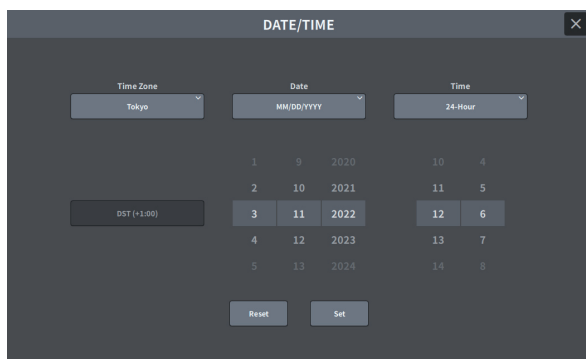 DATE/TIME
Time Zone Date Time
Tokyo MM/DD/YYYY 24-Hour
1 9 2020 10 4
2 10 2021 11 5
DST (+1:00) 3 11 2022 12 6
4 12 2023 13 7
5 13 2024 14 8
Reset Set